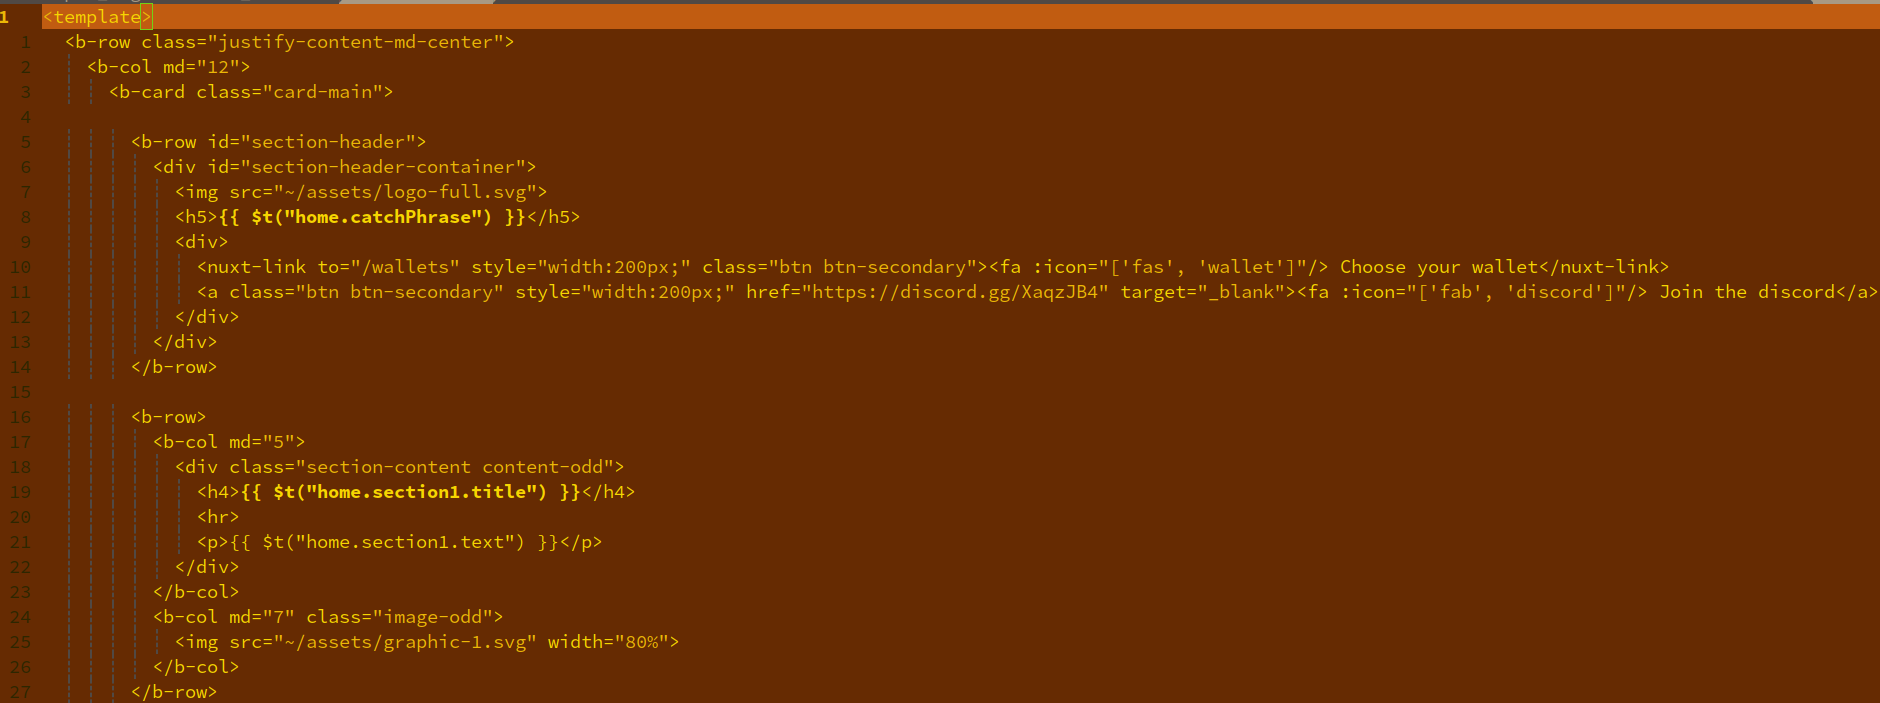 1 <template>
1 <b-row class="justify-content-md-center">
2 <b-col md="12">
3 <b-card class="card-main">
4
5 <b-row id="section-header">
6 <div id="section-header-container">
7 <img src="~/assets/logo-full.svg">
8 <h5>{{ $t("home.catchPhrase") }}</h5>
9 <div>
10 <nuxt-link to="/wallets" style="width:200px;" class="btn btn-secondary"><fa :icon="['fas', 'wallet']"/> Choose your wallet</nuxt-link>
11 <a class="btn btn-secondary" style="width:200px;" href="https://discord.gg/XaqzJB4" target="_blank"><fa :icon="['fab', 'discord']"/> Join the discord</a>
12 </div>
13 </div>
14 </b-row>
15
16 <b-row>
17 <b-col md="5">
18 <div class="section-content content-odd">
19 <h4>{{ $t("home.section1.title") }}</h4>
20 <hr>
21 <p>{{ $t("home.section1.text") }}</p>
22 </div>
23 </b-col>
24 <b-col md="7" class="image-odd">
25 <img src="~/assets/graphic-1.svg" width="80%">
26 </b-col>
27 </b-row>